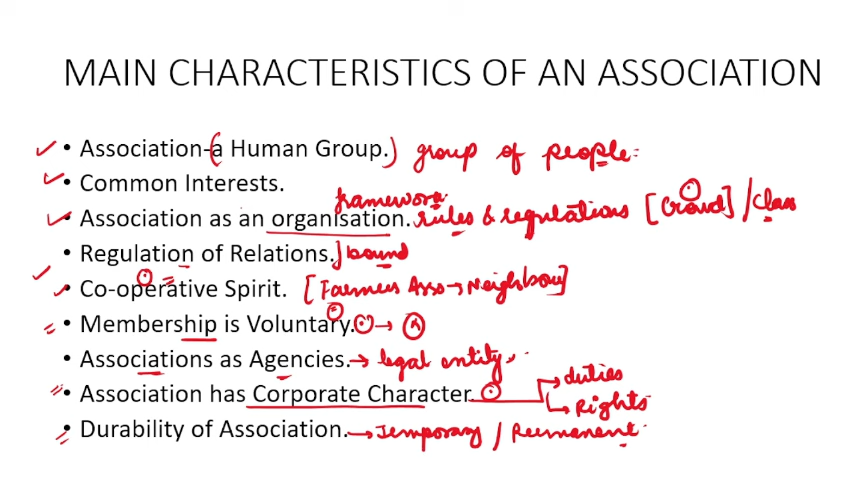 MAIN CHARACTERISTICS OF AN ASSOCIATION
• Association-(a Human Group.) group of people.
• Common Interests.
framework
• Association as an organisation. rules & regulations [Crowd] / Class
• Regulation of Relations. bound
• Co-operative Spirit. [Farmers Asso → Neighbour]
• Membership is Voluntary.
• Associations as Agencies. → legal entity.
→ duties
• Association has Corporate Character.
→ Rights
• Durability of Association. → Temporary / Permanent